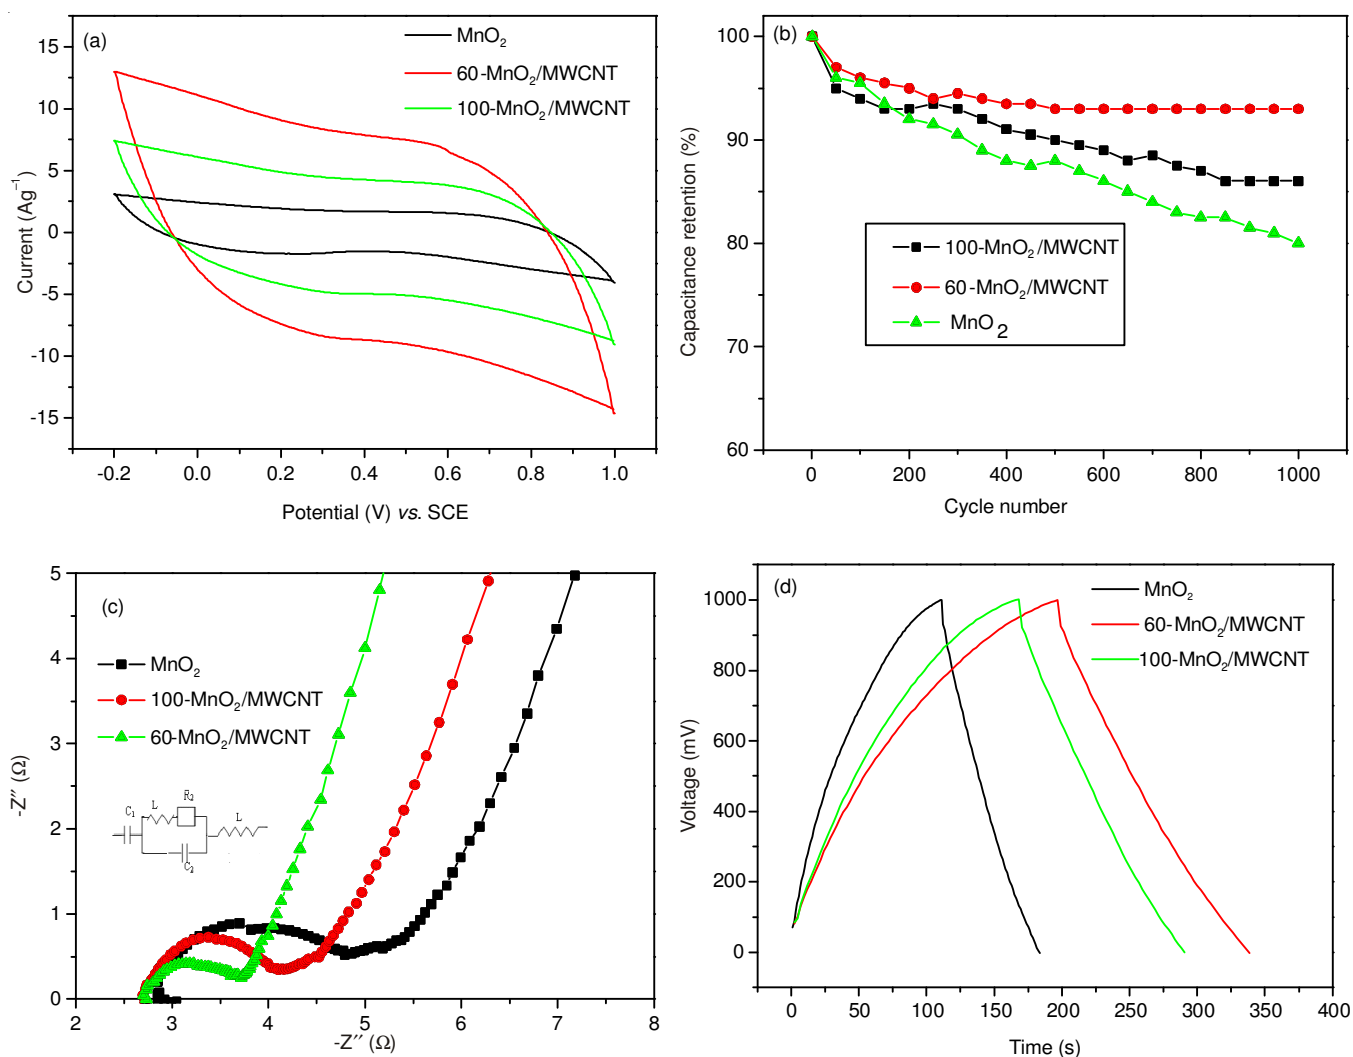 (a)
MnO2
60-MnO2/MWCNT
100-MnO2/MWCNT
15
10
5
0
-5
-10
-15
Current (Ag−1)
-0.2
0.0
0.2
0.4
0.6
0.8
1.0
Potential (V) vs. SCE
(b)
100
90
80
70
60
Capacitance retention (%)
100-MnO2/MWCNT
60-MnO2/MWCNT
MnO2
0
200
400
600
800
1000
Cycle number
(c)
5
4
3
2
1
0
-Z″ (Ω)
MnO2
100-MnO2/MWCNT
60-MnO2/MWCNT
C1
L
R2
L
C2
2
3
4
5
6
7
8
-Z″ (Ω)
(d)
MnO2
60-MnO2/MWCNT
100-MnO2/MWCNT
1000
800
600
400
200
0
Voltage (mV)
0
50
100
150
200
250
300
350
400
Time (s)